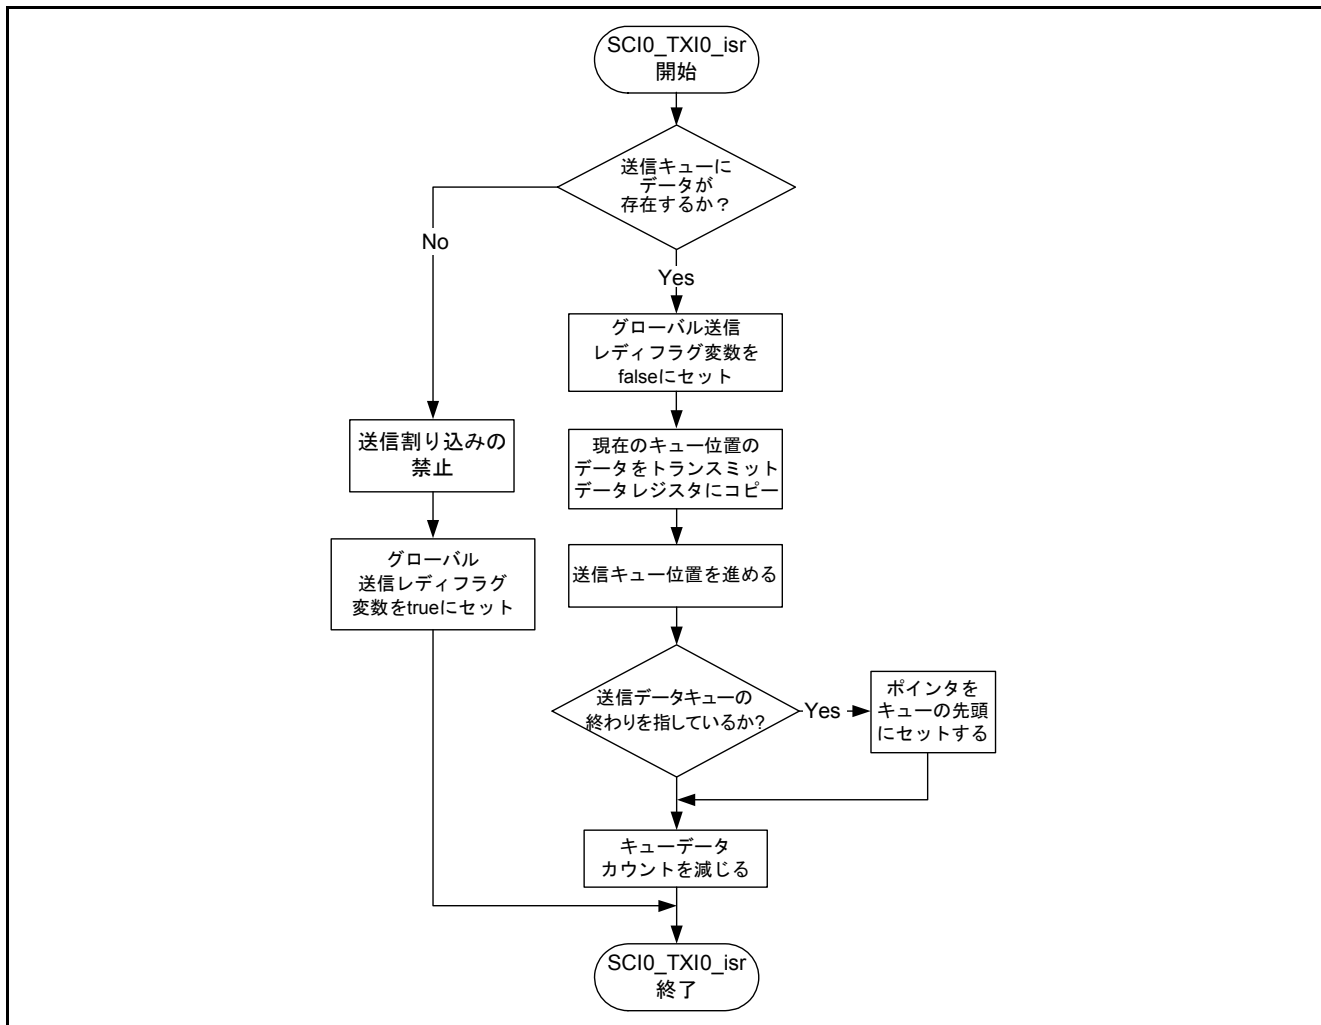 SCI0_TXI0_isr
開始
送信キューに
データが
存在するか？
No
Yes
グローバル送信
レディフラグ変数を
falseにセット
送信割り込みの
禁止
現在のキュー位置の
データをトランスミット
データレジスタにコピー
グローバル
送信レディフラグ
変数をtrueにセット
送信キュー位置を進める
送信データキューの
終わりを指しているか?
Yes
ポインタを
キューの先頭
にセットする
キューデータ
カウントを減じる
SCI0_TXI0_isr
終了